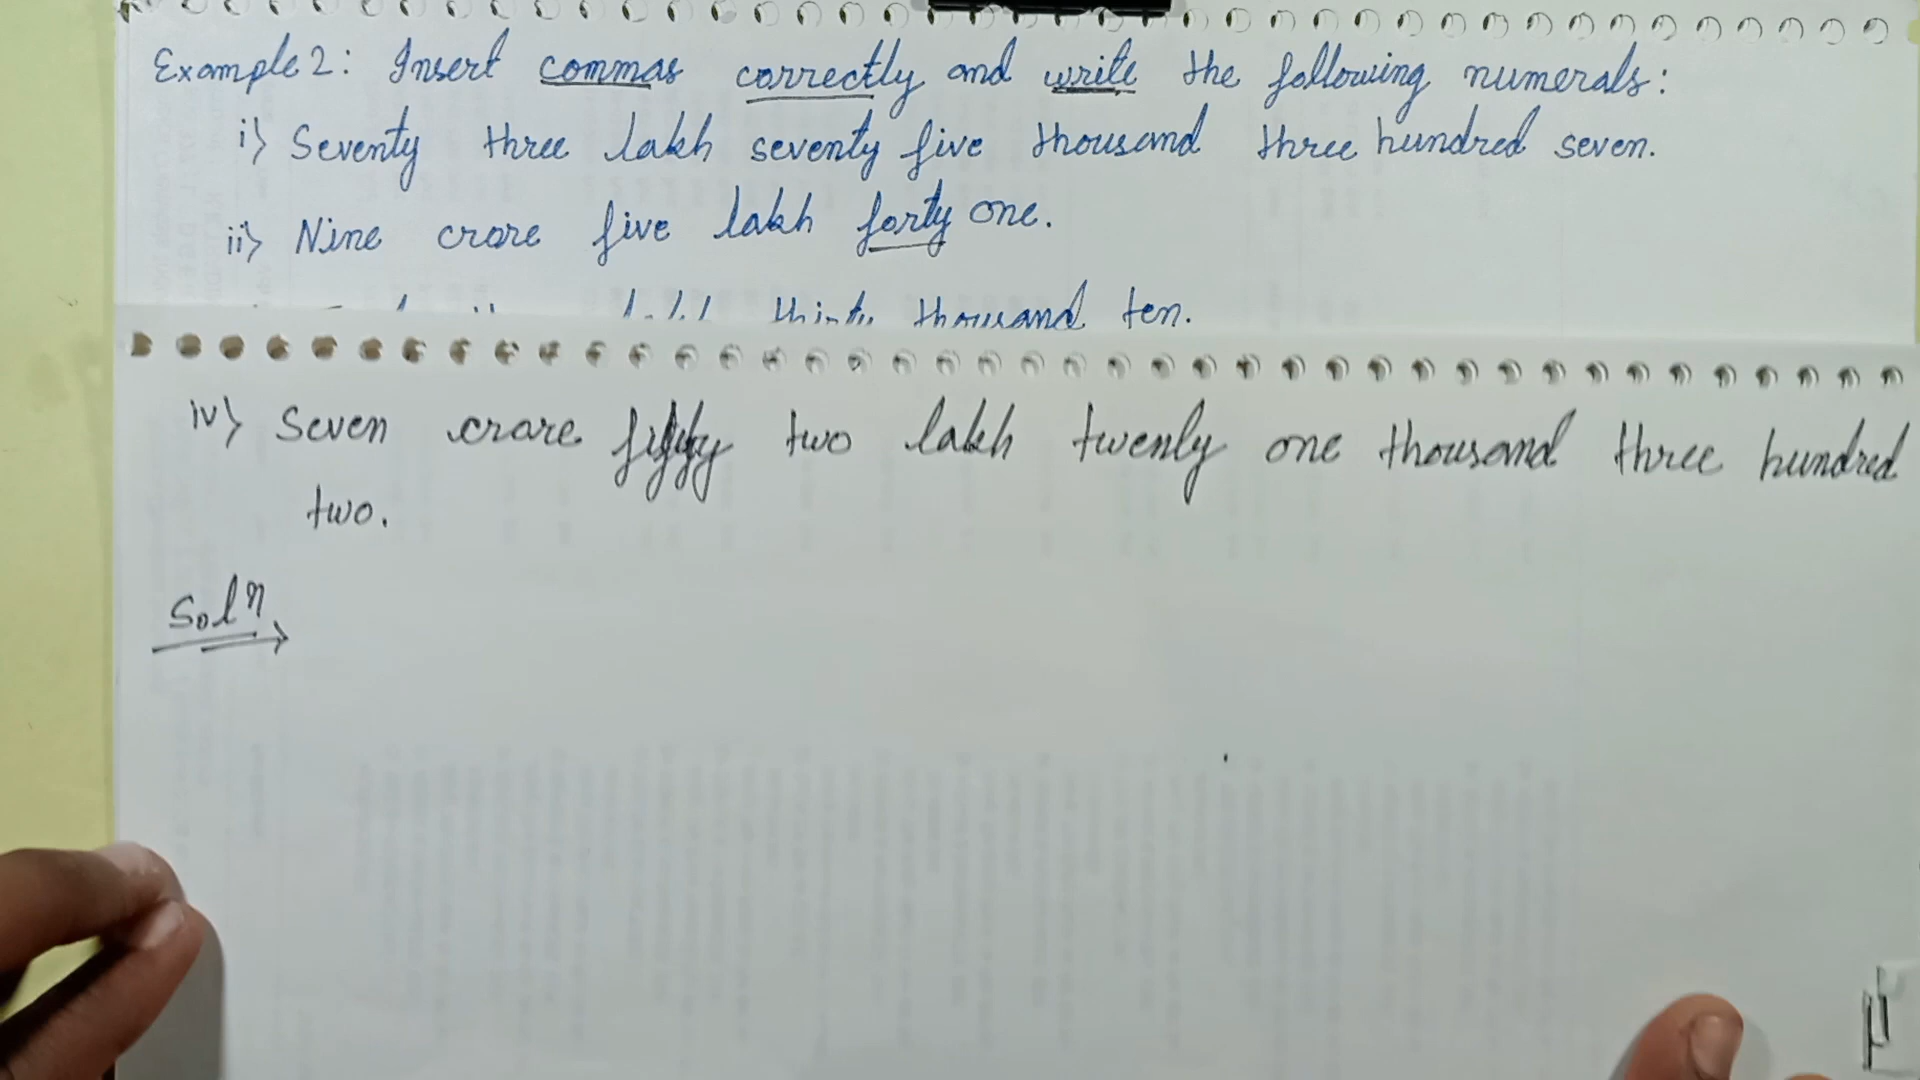 Example 2: Insert commas correctly and write the following numerals:
i) Seventy three lakh seventy five thousand three hundred seven.
ii) Nine crore five lakh forty one.
lakh thirty thousand ten.
iv) Seven crore fifty two lakh twenty one thousand three hundred
two.
Solⁿ